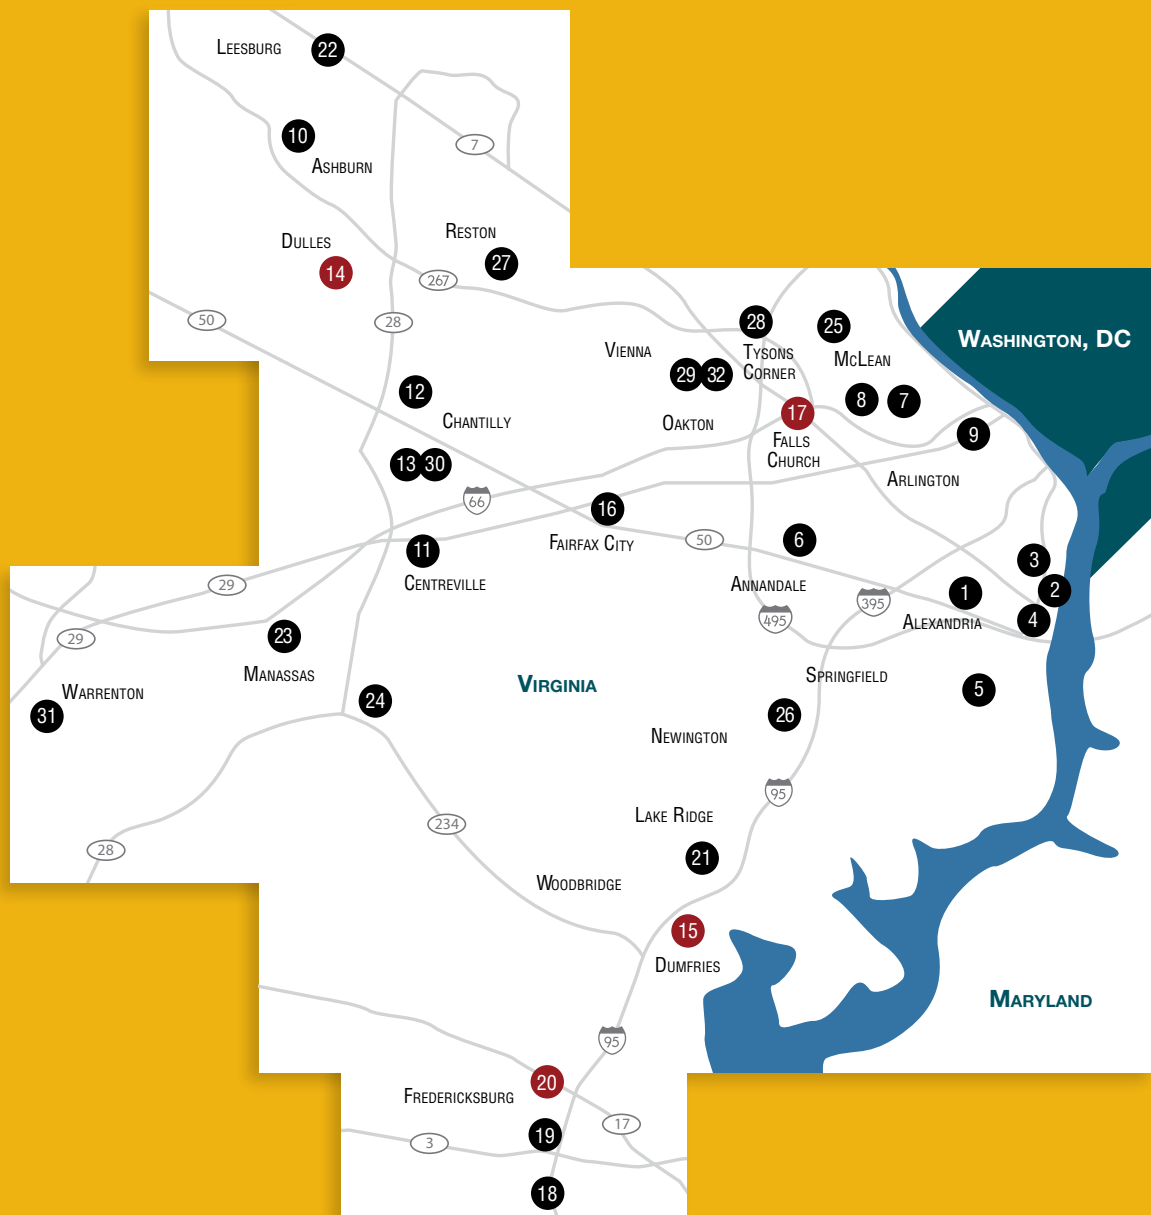 Leesburg 22
10
Ashburn
7
Dulles
14
Reston
27
267
50
28
Washington, DC
28
Tysons
Corner
25
McLean
Vienna
29 32
8 7
12
Chantilly
Oakton
17
Falls
Church
9
Arlington
13 30
66
16
Fairfax City
50
6
Annandale
11
Centreville
3
2
1
4
Alexandria
395
495
29
29
23
Manassas
Warrenton
31
24
Virginia
Springfield
5
26
Newington
95
Lake Ridge
21
234
28
Woodbridge
15
Dumfries
Maryland
95
20
Fredericksburg
19
17
3
18